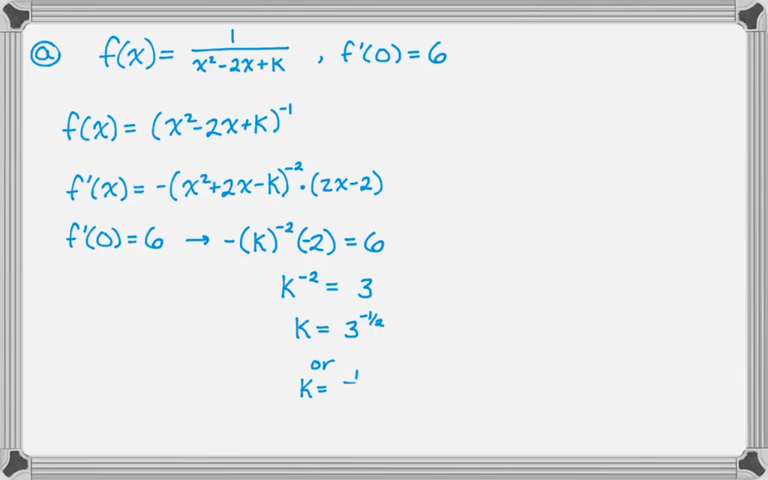 ⓐ f(x) = 1/(x²-2x+k) , f'(0) = 6
f(x) = (x²-2x+k)⁻¹
f'(x) = -(x²+2x-k)⁻² · (2x-2)
f'(0) = 6 → -(k)⁻²(-2) = 6
k⁻² = 3
k = 3^(-1/2)
or
k = 1